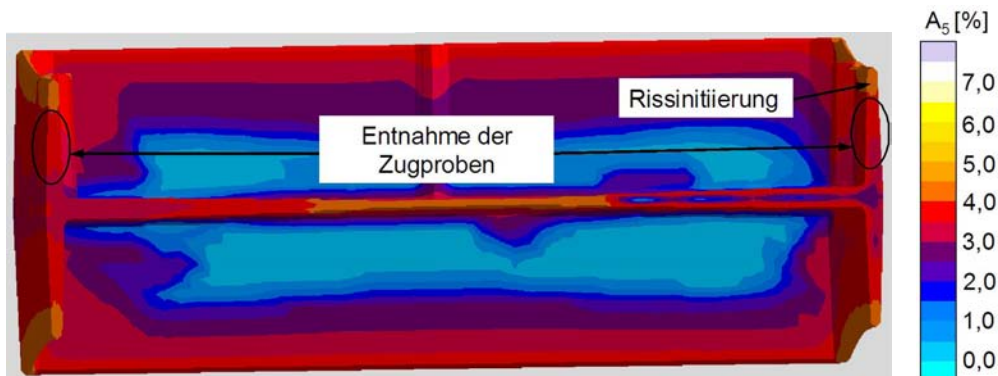 A5 [%]
Rissinitiierung
Entnahme der
Zugproben
7,0
6,0
5,0
4,0
3,0
2,0
1,0
0,0